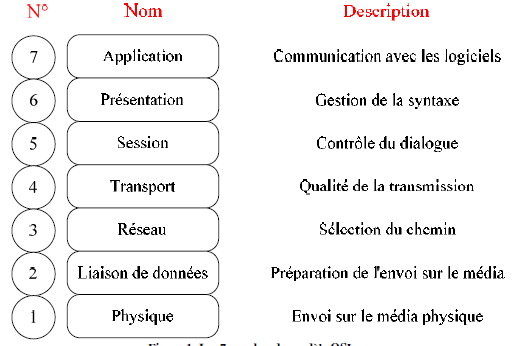 N° Nom Description
7 Application Communication avec les logiciels
6 Présentation Gestion de la syntaxe
5 Session Contrôle du dialogue
4 Transport Qualité de la transmission
3 Réseau Sélection du chemin
2 Liaison de données Préparation de l'envoi sur le média
1 Physique Envoi sur le média physique